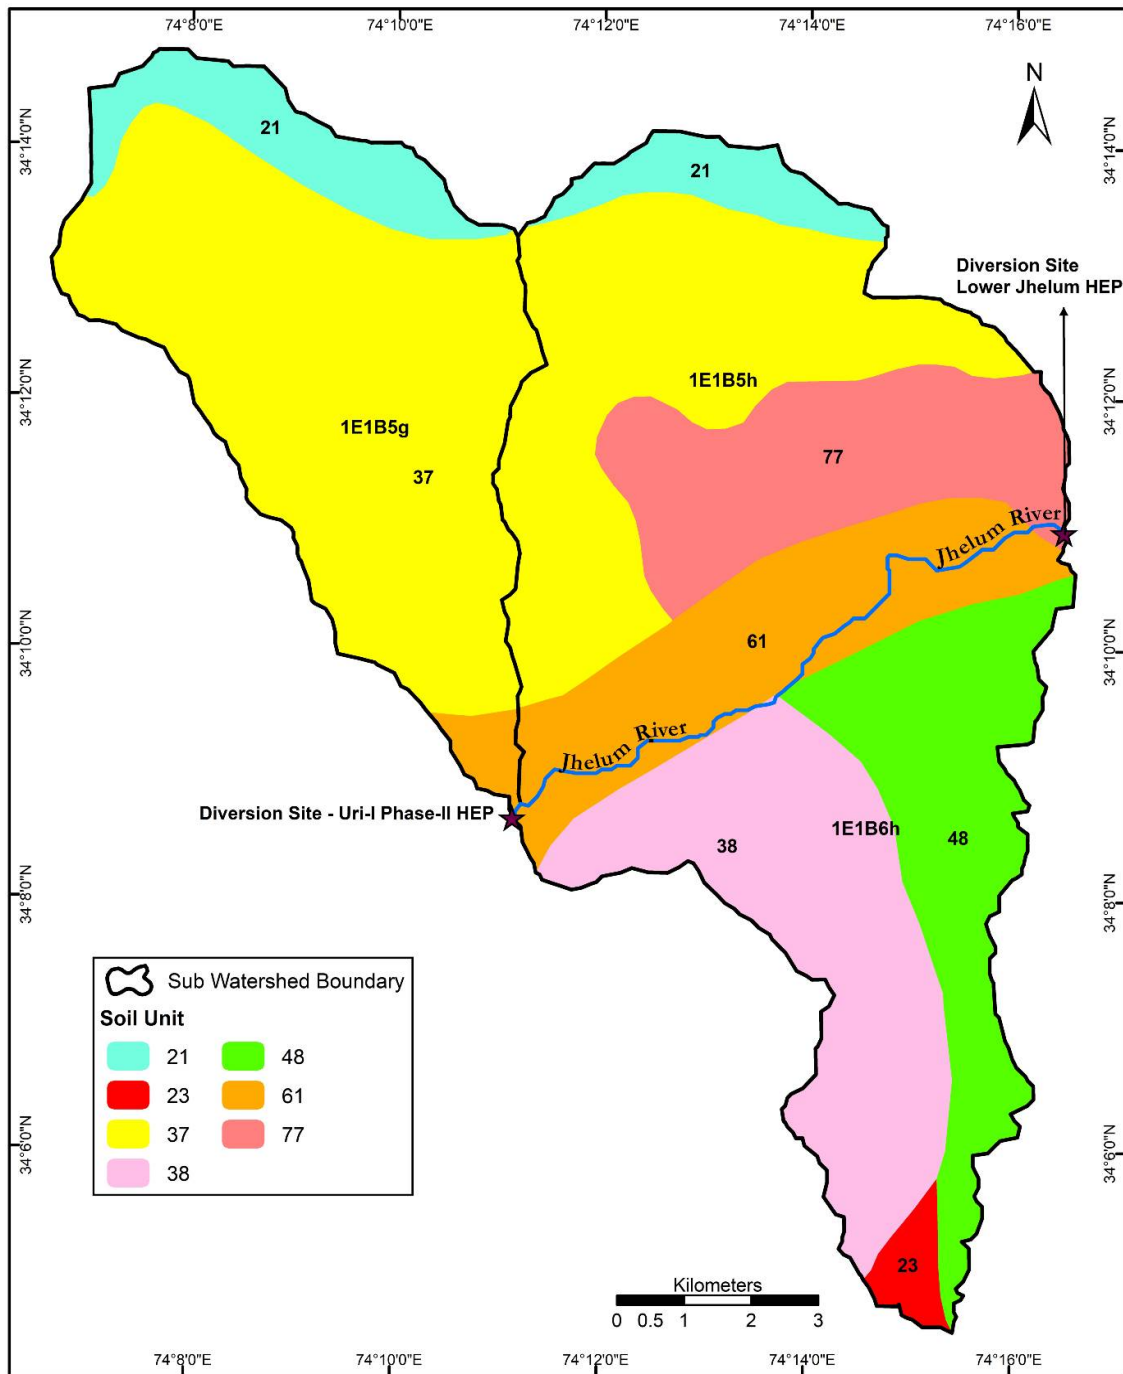 74°8'0"E
74°10'0"E
74°12'0"E
74°14'0"E
74°16'0"E
N
34°14'0"N
34°14'0"N
21
21
Diversion Site
Lower Jhelum HEP
34°12'0"N
34°12'0"N
1E1B5h
1E1B5g
77
37
Jhelum River
34°10'0"N
34°10'0"N
61
Jhelum River
Diversion Site - Uri-I Phase-II HEP
1E1B6h
38
48
34°8'0"N
34°8'0"N
Sub Watershed Boundary
Soil Unit
21
48
23
61
37
77
38
34°6'0"N
34°6'0"N
23
Kilometers
0 0.5 1 2 3
74°8'0"E
74°10'0"E
74°12'0"E
74°14'0"E
74°16'0"E